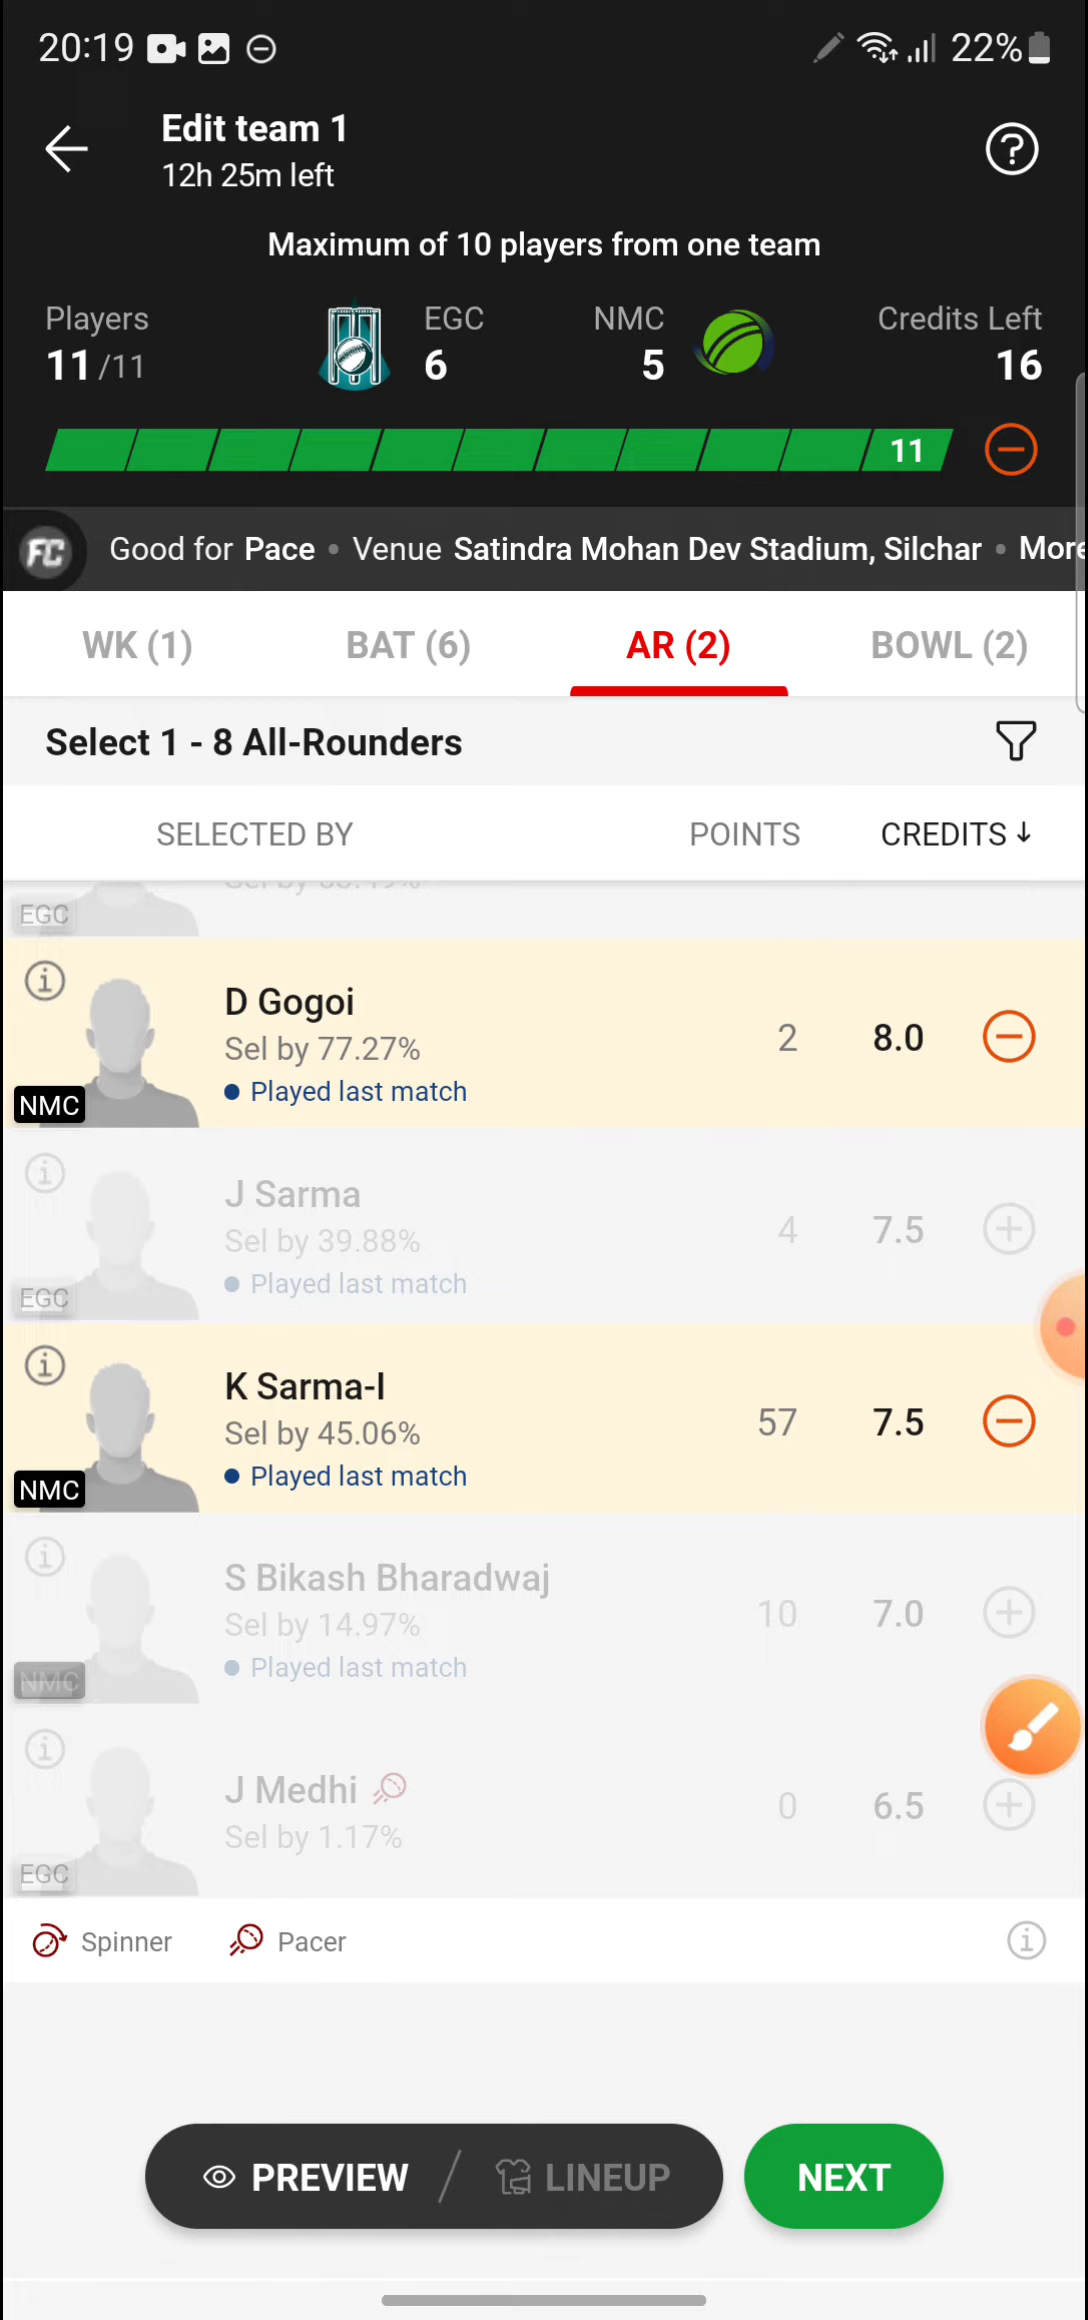 20:19
22%
Edit team 1
12h 25m left
Maximum of 10 players from one team
Players
11/11
EGC
6
NMC
5
Credits Left
16
11
FC Good for Pace • Venue Satindra Mohan Dev Stadium, Silchar • More
WK (1) BAT (6) AR (2) BOWL (2)
Select 1 - 8 All-Rounders
SELECTED BY POINTS CREDITS ↓
EGC
D Gogoi
Sel by 77.27%
• Played last match
NMC
2 8.0
J Sarma
Sel by 39.88%
• Played last match
EGC
4 7.5
K Sarma-I
Sel by 45.06%
• Played last match
NMC
57 7.5
S Bikash Bharadwaj
Sel by 14.97%
• Played last match
NMC
10 7.0
J Medhi
Sel by 1.17%
EGC
0 6.5
Spinner Pacer
PREVIEW / LINEUP NEXT